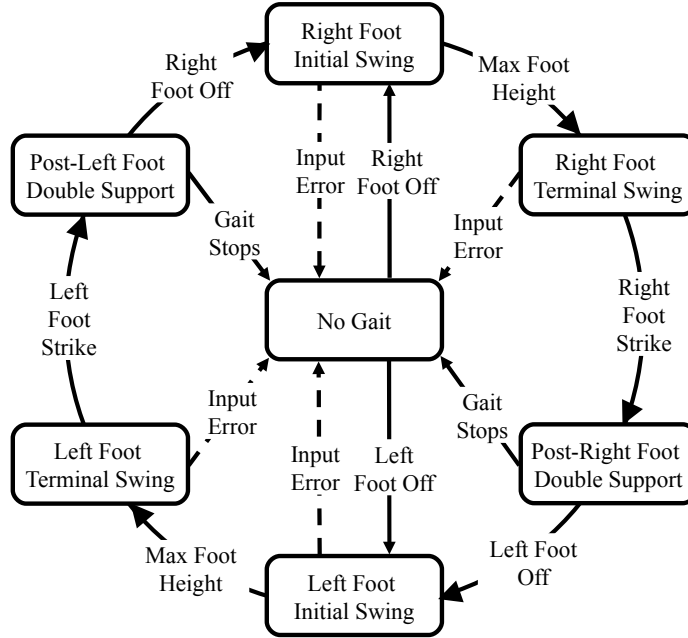 Right Foot
Initial Swing
Right
Foot Off
Max Foot
Height
Post-Left Foot
Double Support
Input
Error
Right
Foot Off
Right Foot
Terminal Swing
Gait
Stops
Input
Error
Left
Foot
Strike
No Gait
Right
Foot
Strike
Input
Error
Gait
Stops
Left Foot
Terminal Swing
Input
Error
Left
Foot Off
Post-Right Foot
Double Support
Max Foot
Height
Left Foot
Off
Left Foot
Initial Swing